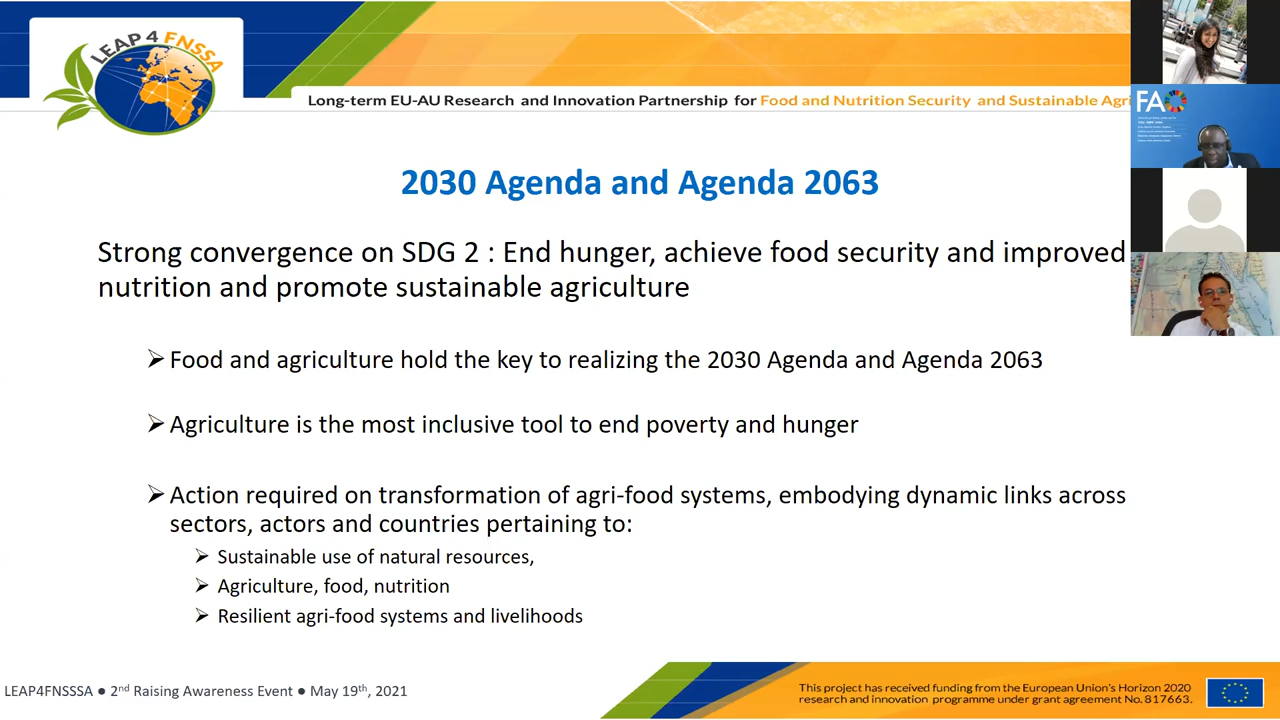 LEAP 4 FNSSA
Long-term EU-AU Research and Innovation Partnership for Food and Nutrition Security and Sustainable Agri
FAO
2030 Agenda and Agenda 2063
Strong convergence on SDG 2 : End hunger, achieve food security and improved
nutrition and promote sustainable agriculture
Food and agriculture hold the key to realizing the 2030 Agenda and Agenda 2063
Agriculture is the most inclusive tool to end poverty and hunger
Action required on transformation of agri-food systems, embodying dynamic links across
sectors, actors and countries pertaining to:
Sustainable use of natural resources,
Agriculture, food, nutrition
Resilient agri-food systems and livelihoods
LEAP4FNSSSA ● 2nd Raising Awareness Event ● May 19th, 2021
This project has received funding from the European Union's Horizon 2020
research and innovation programme under grant agreement No. 817663.